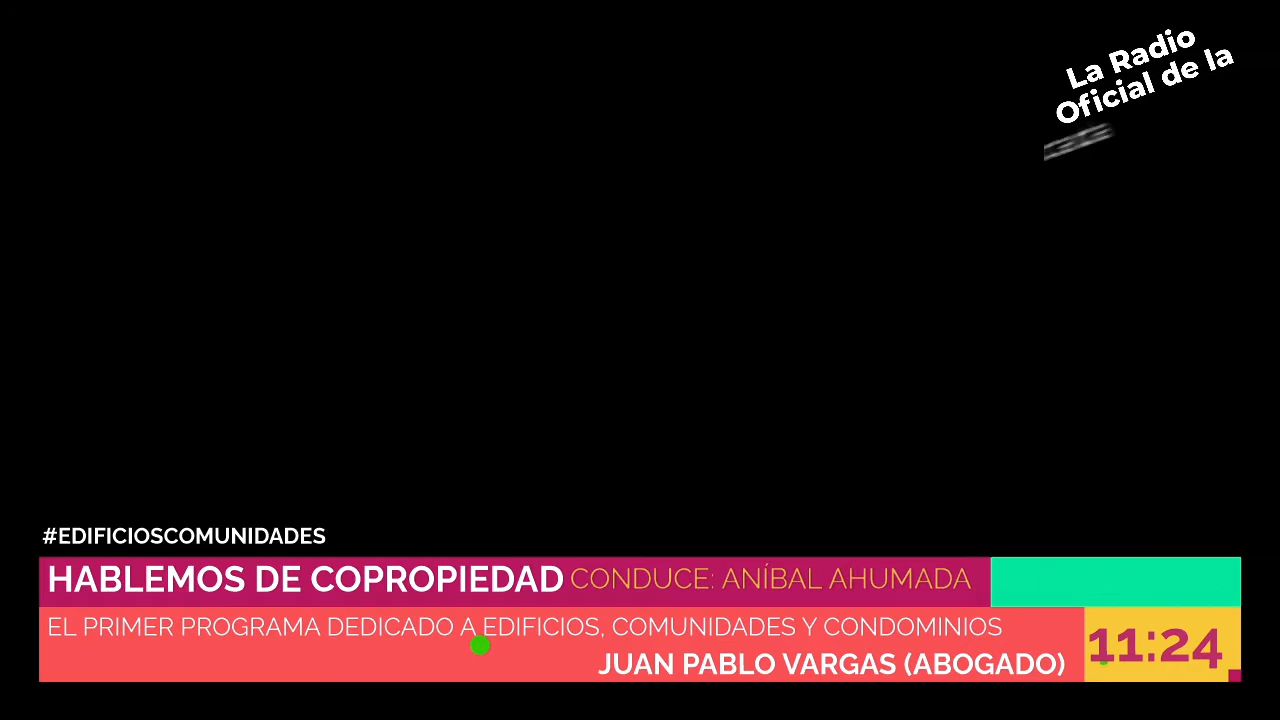 La Radio
Oficial de la
#EDIFICIOSCOMUNIDADES
HABLEMOS DE COPROPIEDAD CONDUCE: ANÍBAL AHUMADA
EL PRIMER PROGRAMA DEDICADO A EDIFICIOS, COMUNIDADES Y CONDOMINIOS
JUAN PABLO VARGAS (ABOGADO)
11:24